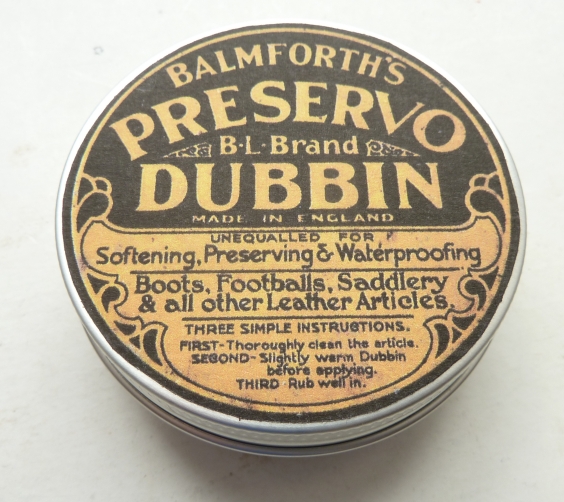 BALMFORTH'S
PRESERVO
B·L·Brand
DUBBIN
MADE IN ENGLAND
UNEQUALLED FOR
Softening, Preserving & Waterproofing
Boots, Footballs, Saddlery
& all other Leather Articles.
THREE SIMPLE INSTRUCTIONS.
FIRST-Thoroughly clean the article.
SECOND-Slightly warm Dubbin
before applying.
THIRD Rub well in.